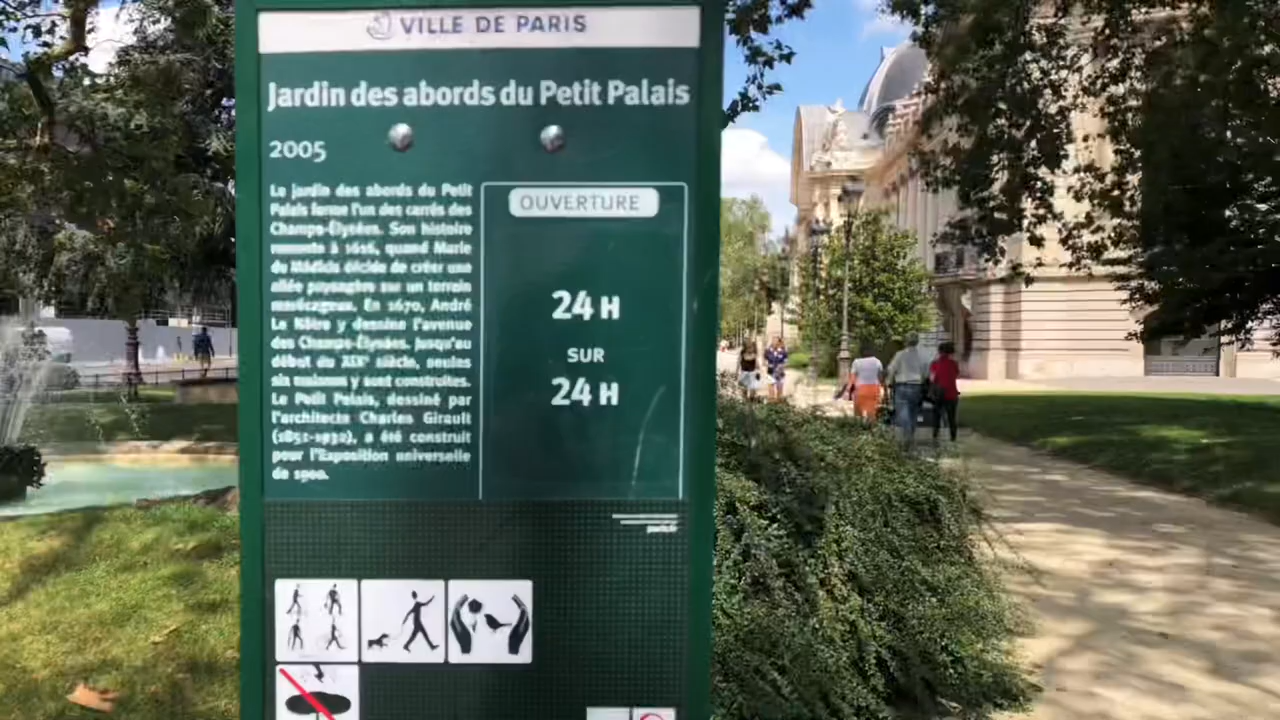 VILLE DE PARIS
Jardin des abords du Petit Palais
2005
Le jardin des abords du Petit
Palais forme l'un des carrés des
Champs-Élysées. Son histoire
remonte à 1616, quand Marie
de Médicis décide de créer une
allée paysagère sur un terrain
marécageux. En 1670, André
Le Nôtre y dessine l'avenue
des Champs-Élysées. Jusqu'au
début du XIXe siècle, seules
six maisons y sont construites.
Le Petit Palais, dessiné par
l'architecte Charles Girault
(1851-1932), a été construit
pour l'Exposition universelle
de 1900.
OUVERTURE
24 H
SUR
24 H
paris.fr